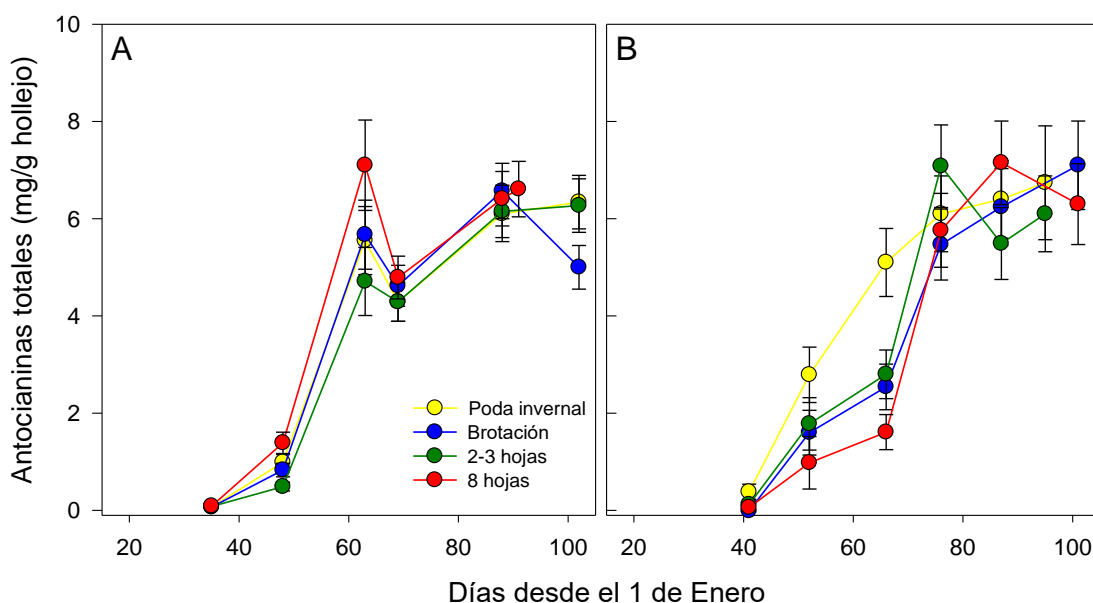 Antocianinas totales (mg/g hollejo)
10
8
6
4
2
0
A
B
Poda invernal
Brotación
2-3 hojas
8 hojas
20 40 60 80 100 20 40 60 80 100
Días desde el 1 de Enero